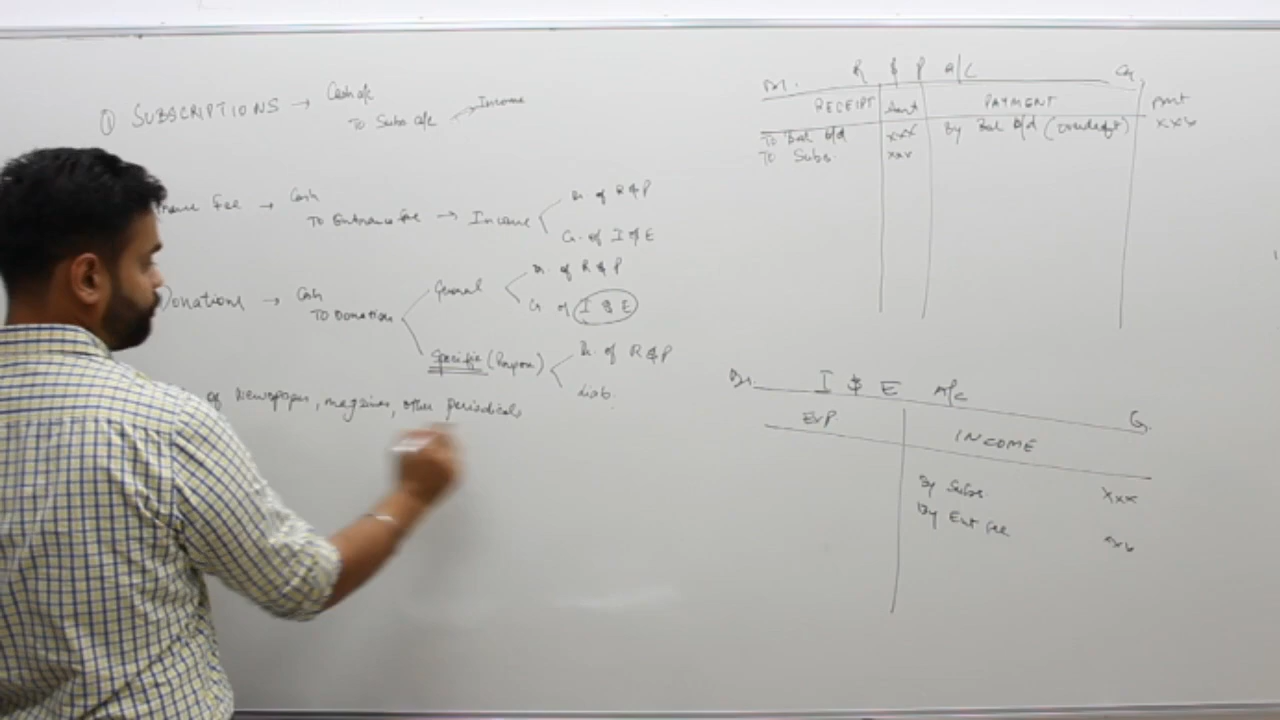 ① SUBSCRIPTIONS → Cash a/c
To Subs a/c → Income
Fee → Cash
To Entrance fee → Income
Dr. of R & P
Cr. of I & E
Donations → Cash
To Donation
General
Dr. of R & P
Cr of I & E
Specific (Purpose)
Dr. of R & P
Liab.
of Newspaper, magazines, other periodicals
R & P A/C
Dr. Cr.
RECEIPT Amt PAYMENT Amt
To Bal b/d xxx By Bal b/d (overdraft) xxx
To Subs. xxx
Dr. I & E A/c Cr.
EXP INCOME
By Subs. xxx
By Ent fee xxx